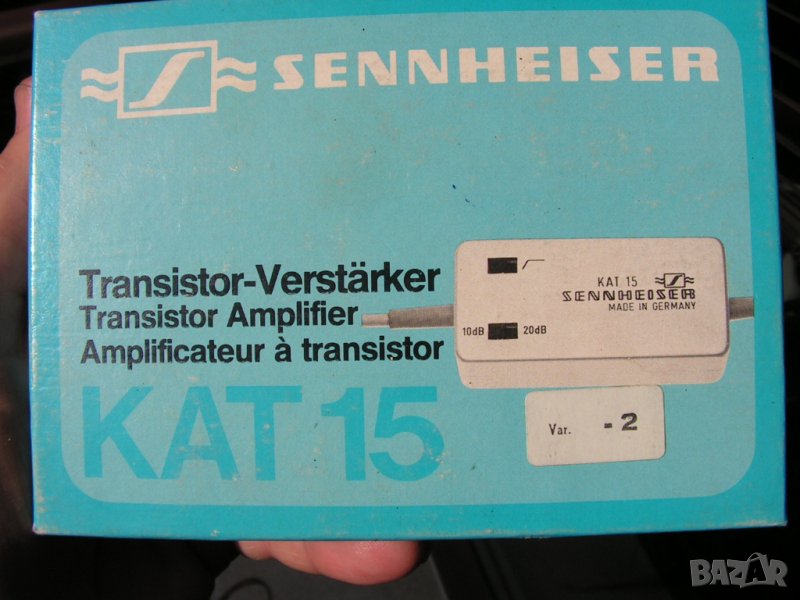 SENNHEISER
Transistor-Verstärker
Transistor Amplifier
Amplificateur à transistor
KAT 15
KAT 15
SENNHEISER
MADE IN GERMANY
10dB 20dB
Var. - 2
BAZAR